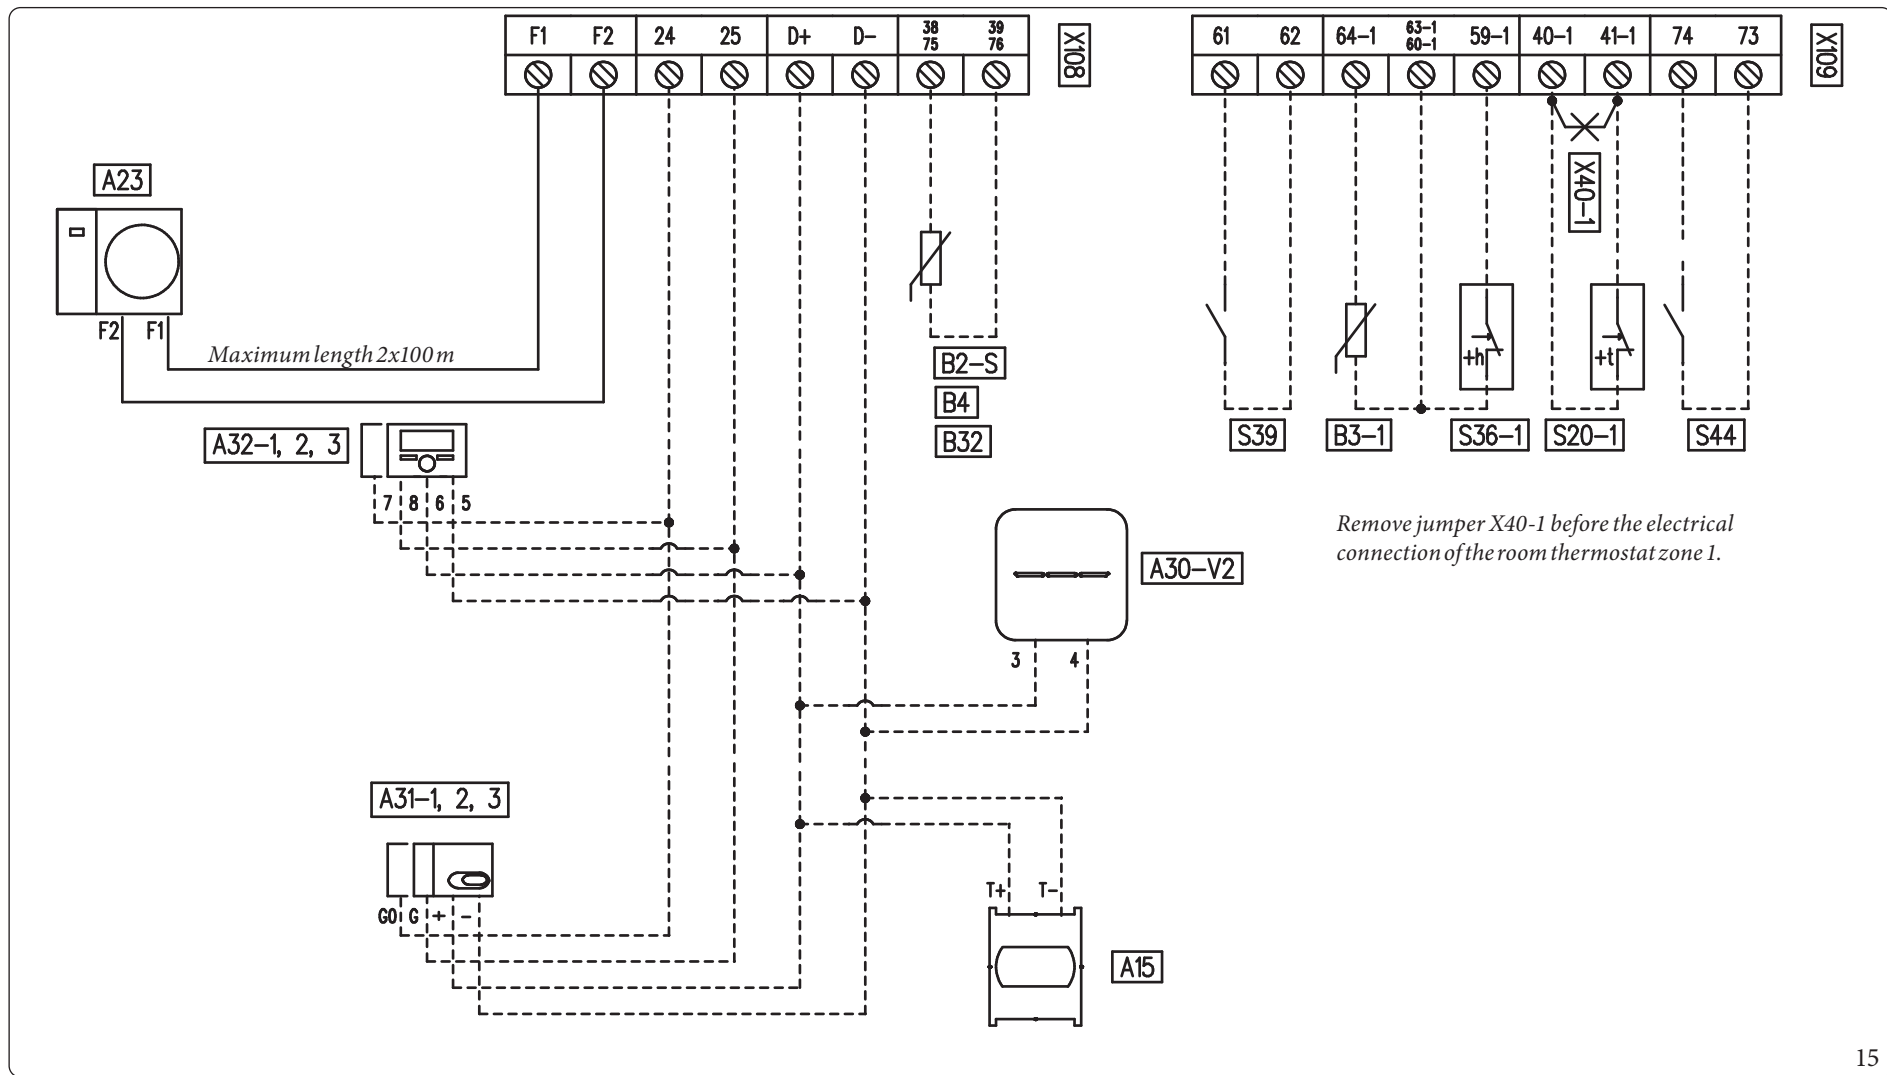 F1 F2 24 25 D+ D- 38 75 39 76
X108
61 62 64-1 63-1 60-1 59-1 40-1 41-1 74 73
X109
X40-1
A23
F2 F1
Maximum length 2x100 m
B2-S
B4
B32
+h
+t
S39 B3-1 S36-1 S20-1 S44
A32-1, 2, 3
7 8 6 5
Remove jumper X40-1 before the electrical
connection of the room thermostat zone 1.
A30-V2
3 4
A31-1, 2, 3
G0 G + -
T+ T-
A15
15